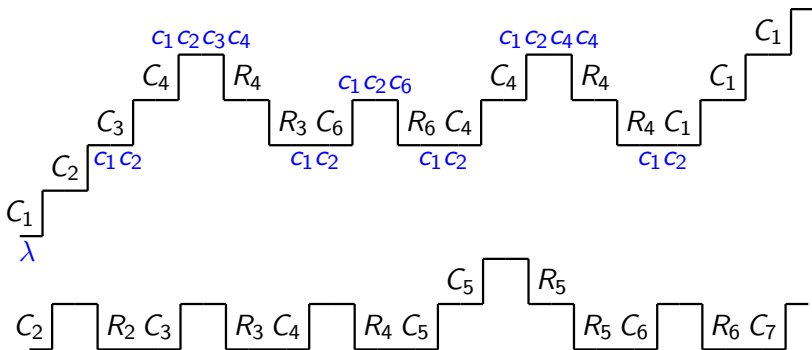 c1c2c3c4 c1c2c4c4 C1
C4 R4 c1c2c6 C4 R4 C1
C3 R3 C6 R6 C4 R4 C1
C2 c1c2 c1c2 c1c2 c1c2
C1
λ
C5 R5
C2 R2 C3 R3 C4 R4 C5 R5 C6 R6 C7